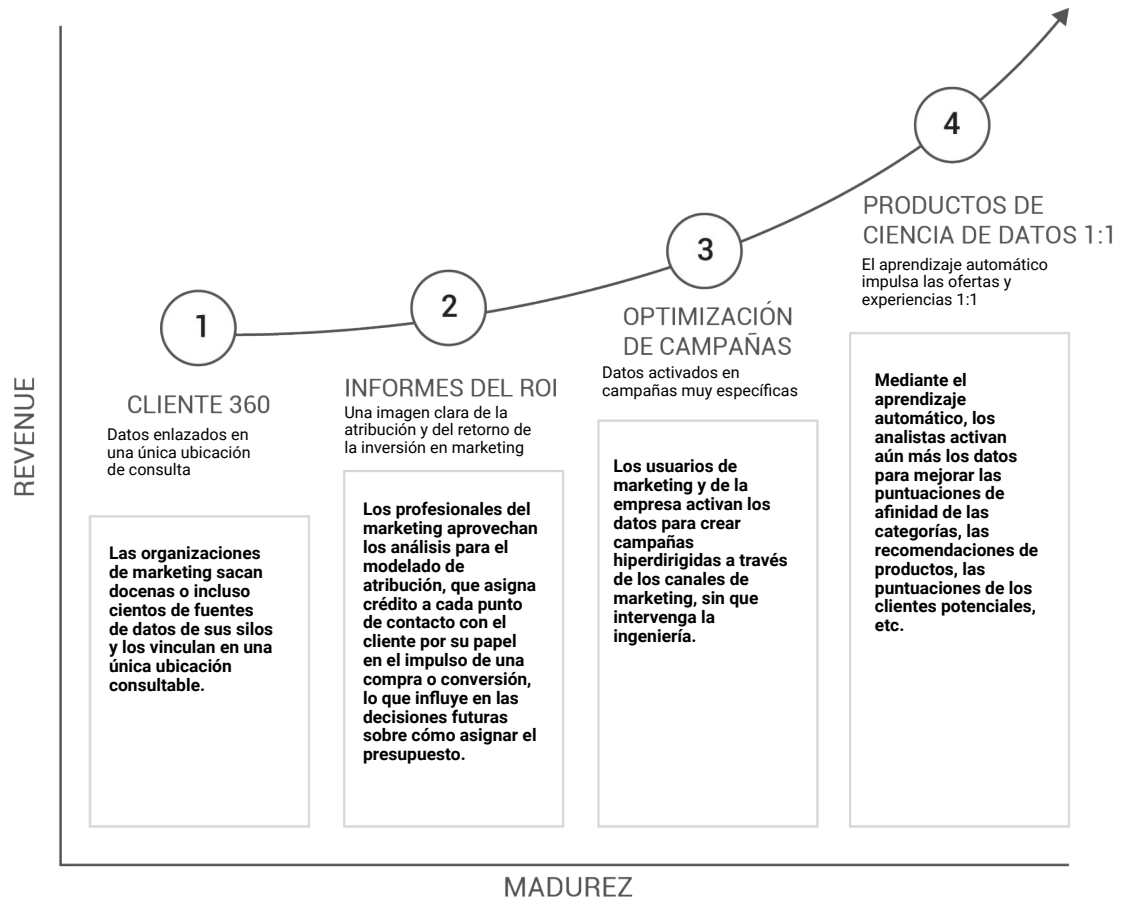 REVENUE
1
CLIENTE 360
Datos enlazados en
una única ubicación
de consulta
Las organizaciones
de marketing sacan
docenas o incluso
cientos de fuentes
de datos de sus silos
y los vinculan en una
única ubicación
consultable.
2
INFORMES DEL ROI
Una imagen clara de la
atribución y del retorno de
la inversión en marketing
Los profesionales del
marketing aprovechan
los análisis para el
modelado de
atribución, que asigna
crédito a cada punto
de contacto con el
cliente por su papel
en el impulso de una
compra o conversión,
lo que influye en las
decisiones futuras
sobre cómo asignar el
presupuesto.
3
OPTIMIZACIÓN
DE CAMPAÑAS
Datos activados en
campañas muy específicas
Los usuarios de
marketing y de la
empresa activan los
datos para crear
campañas
hiperdirigidas a través
de los canales de
marketing, sin que
intervenga la
ingeniería.
4
PRODUCTOS DE
CIENCIA DE DATOS 1:1
El aprendizaje automático
impulsa las ofertas y
experiencias 1:1
Mediante el
aprendizaje
automático, los
analistas activan
aún más los datos
para mejorar las
puntuaciones de
afinidad de las
categorías, las
recomendaciones de
productos, las
puntuaciones de los
clientes potenciales,
etc.
MADUREZ